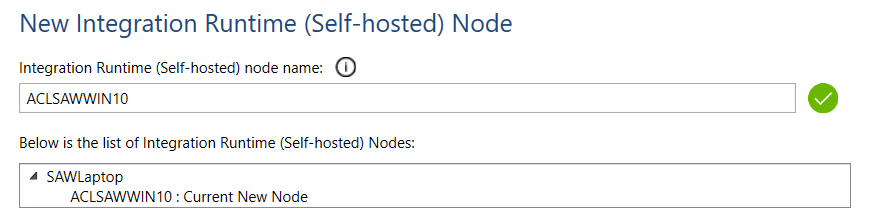 New Integration Runtime (Self-hosted) Node
Integration Runtime (Self-hosted) node name: i
ACLSAWWIN10
Below is the list of Integration Runtime (Self-hosted) Nodes:
SAWLaptop
ACLSAWWIN10 : Current New Node